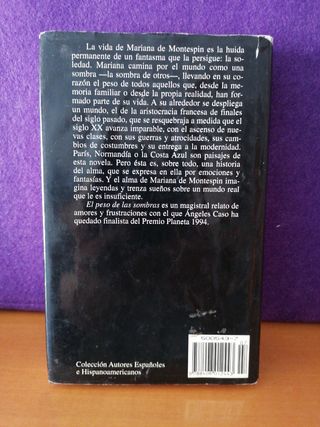 La vida de Mariana de Montespin es la huida
permanente de un fantasma que la persigue: la so-
ledad. Mariana camina por el mundo como una
sombra —la sombra de otros—, llevando en su co-
razón el peso de todos aquellos que, desde la me-
moria familiar o desde la propia realidad, han for-
mado parte de su vida. A su alrededor se despliega
un mundo, el de la aristocracia francesa de finales
del siglo pasado, que se resquebraja a medida que el
siglo XX avanza imparable, con el ascenso de nue-
vas clases, con sus guerras y atrocidades, sus cam-
bios de costumbres y su entrega a la modernidad.
París, Normandía o la Costa Azul son paisajes de
esta novela. Pero ésta es, sobre todo, una historia
del alma, que se expresa en ella por emociones y
fantasías. Y el alma de Mariana de Montespin ima-
gina leyendas y trenza sueños sobre un mundo real
que le es insuficiente.
El peso de las sombras es un magistral relato de
amores y frustraciones con el que Ángeles Caso ha
quedado finalista del Premio Planeta 1994.
Colección Autores Españoles
e Hispanoamericanos